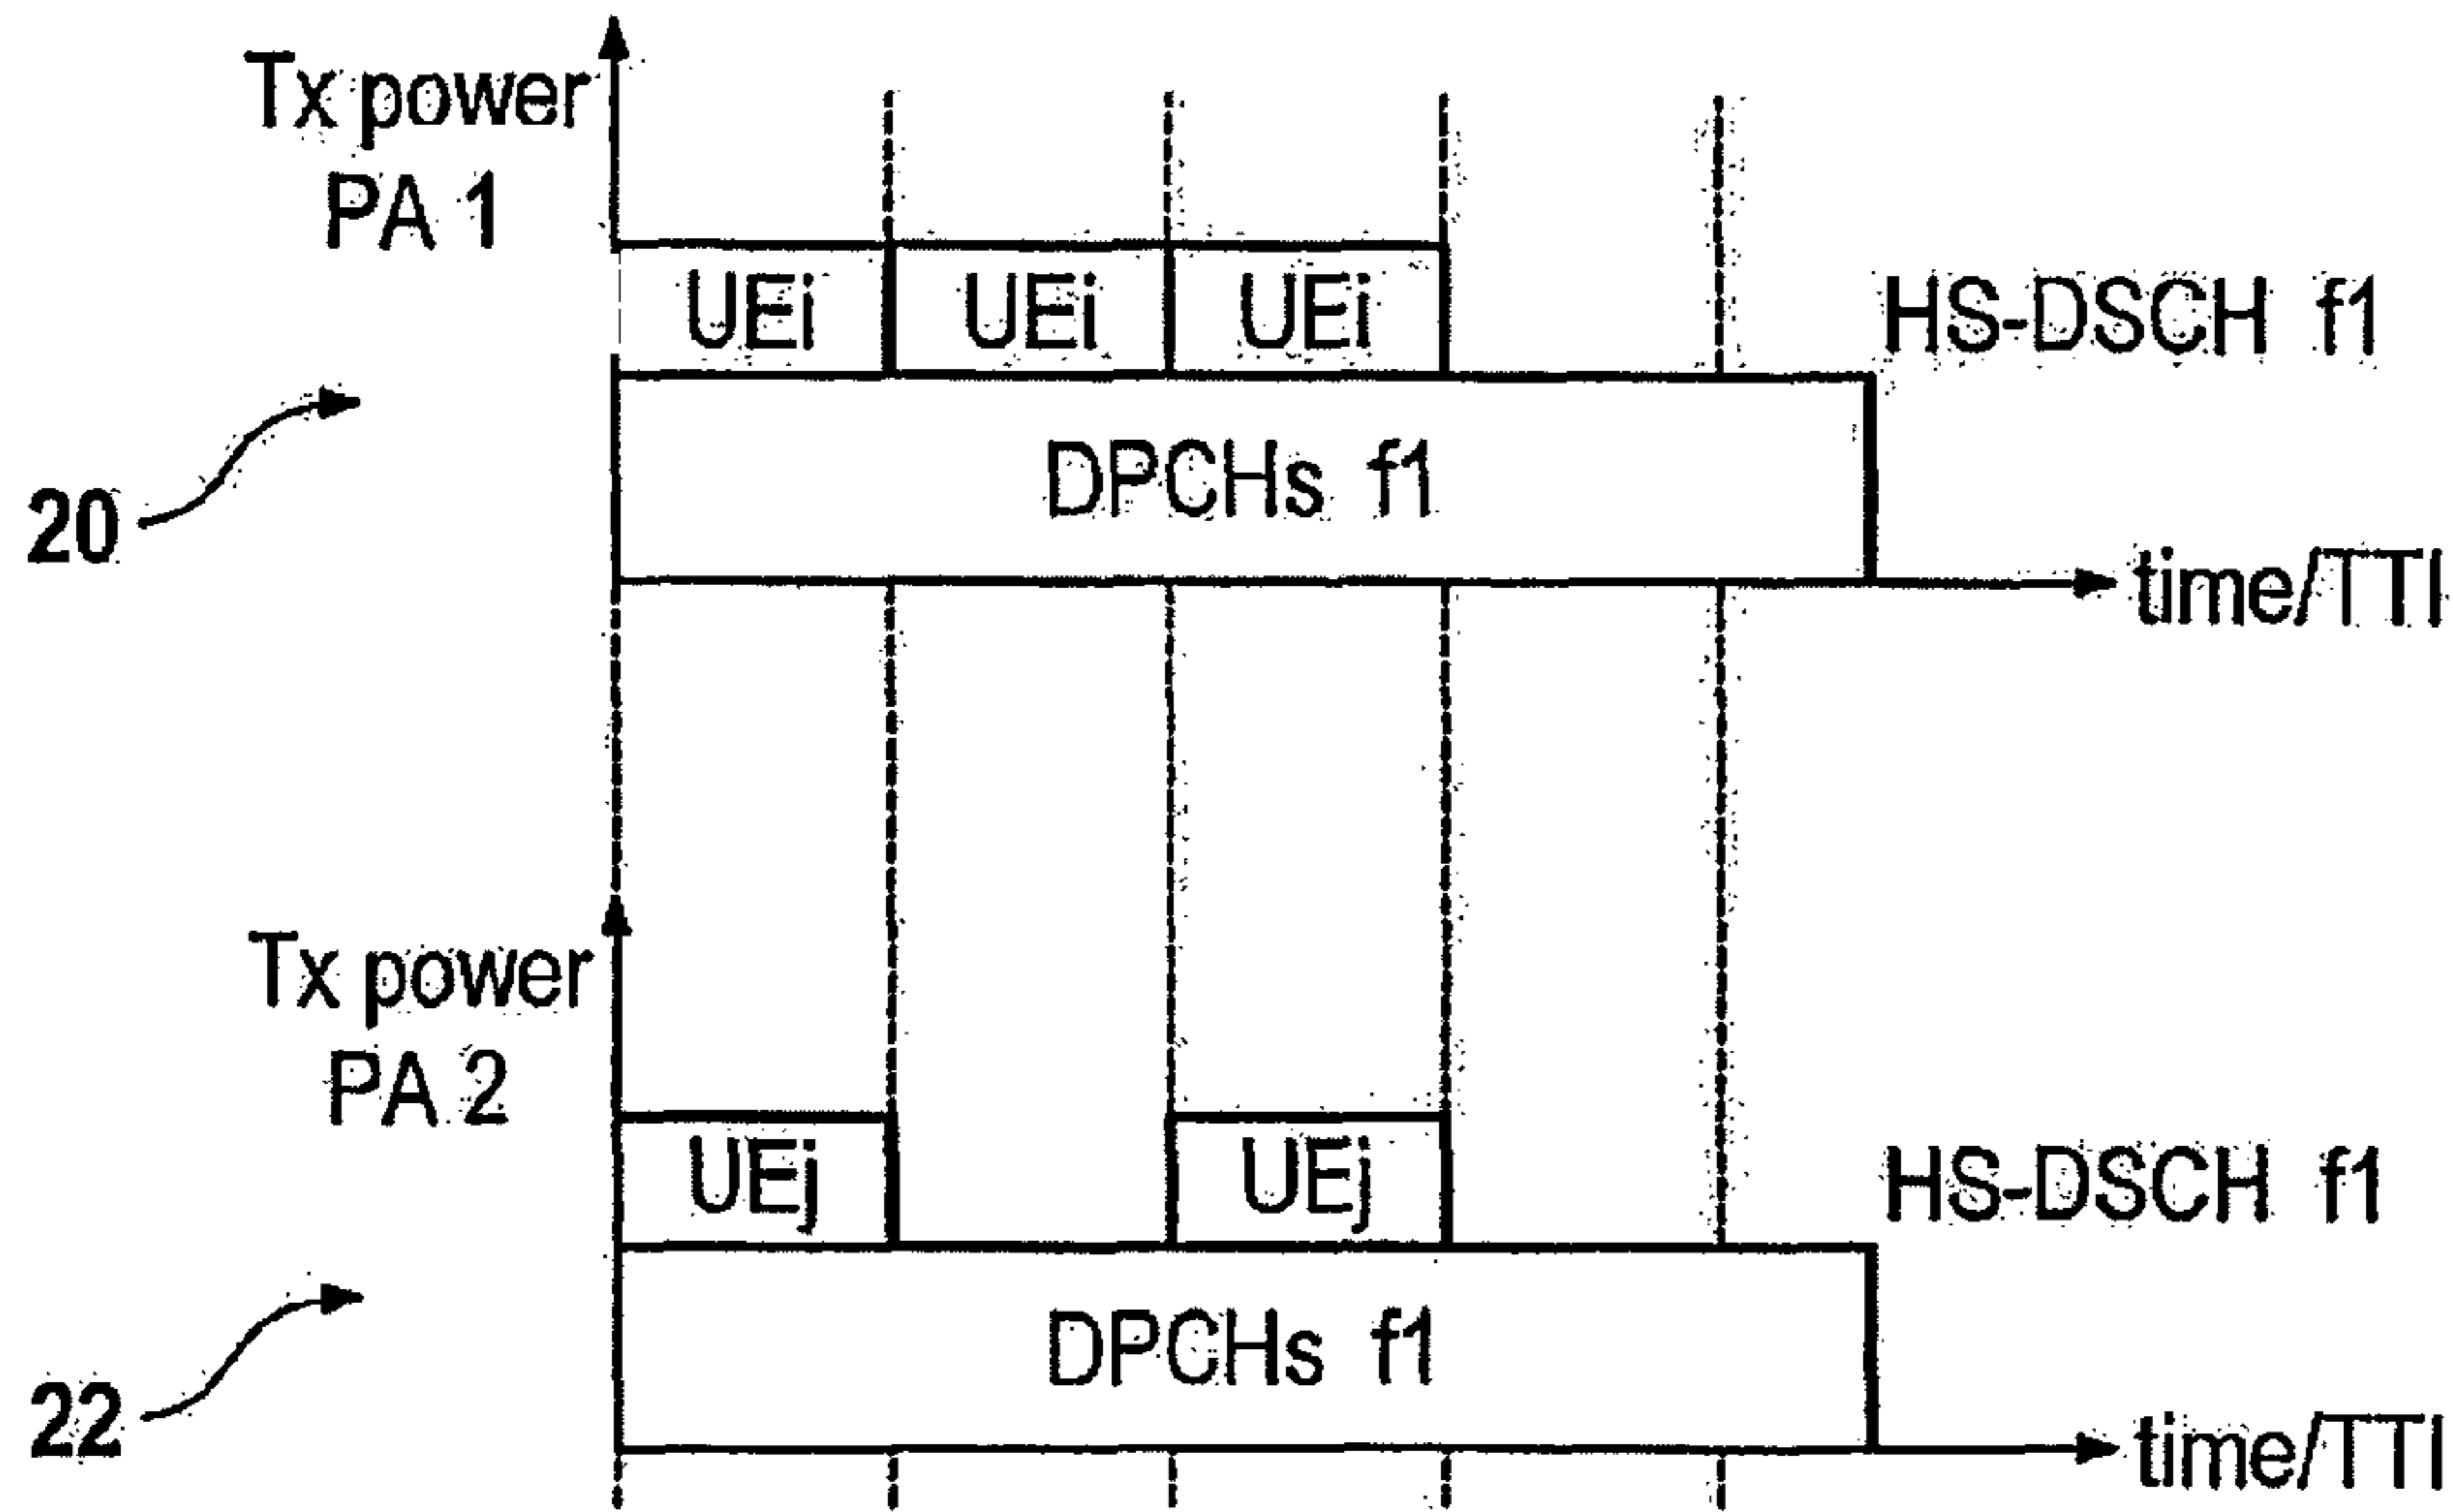 Tx power
PA 1
UEi UEi UEi HS-DSCH f1
DPCHs f1
20
time/TTI
Tx power
PA 2
UEj UEj HS-DSCH f1
DPCHs f1
22
time/TTI